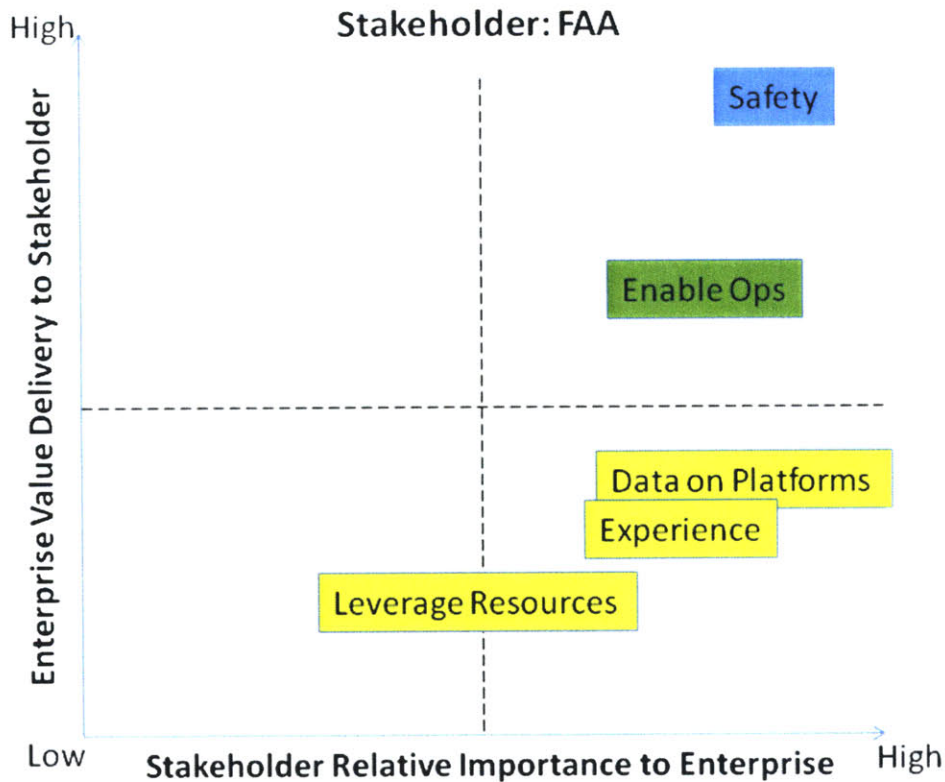 Stakeholder: FAA
High
Safety
Enable Ops
Enterprise Value Delivery to Stakeholder
Data on Platforms
Experience
Leverage Resources
Low
Stakeholder Relative Importance to Enterprise
High